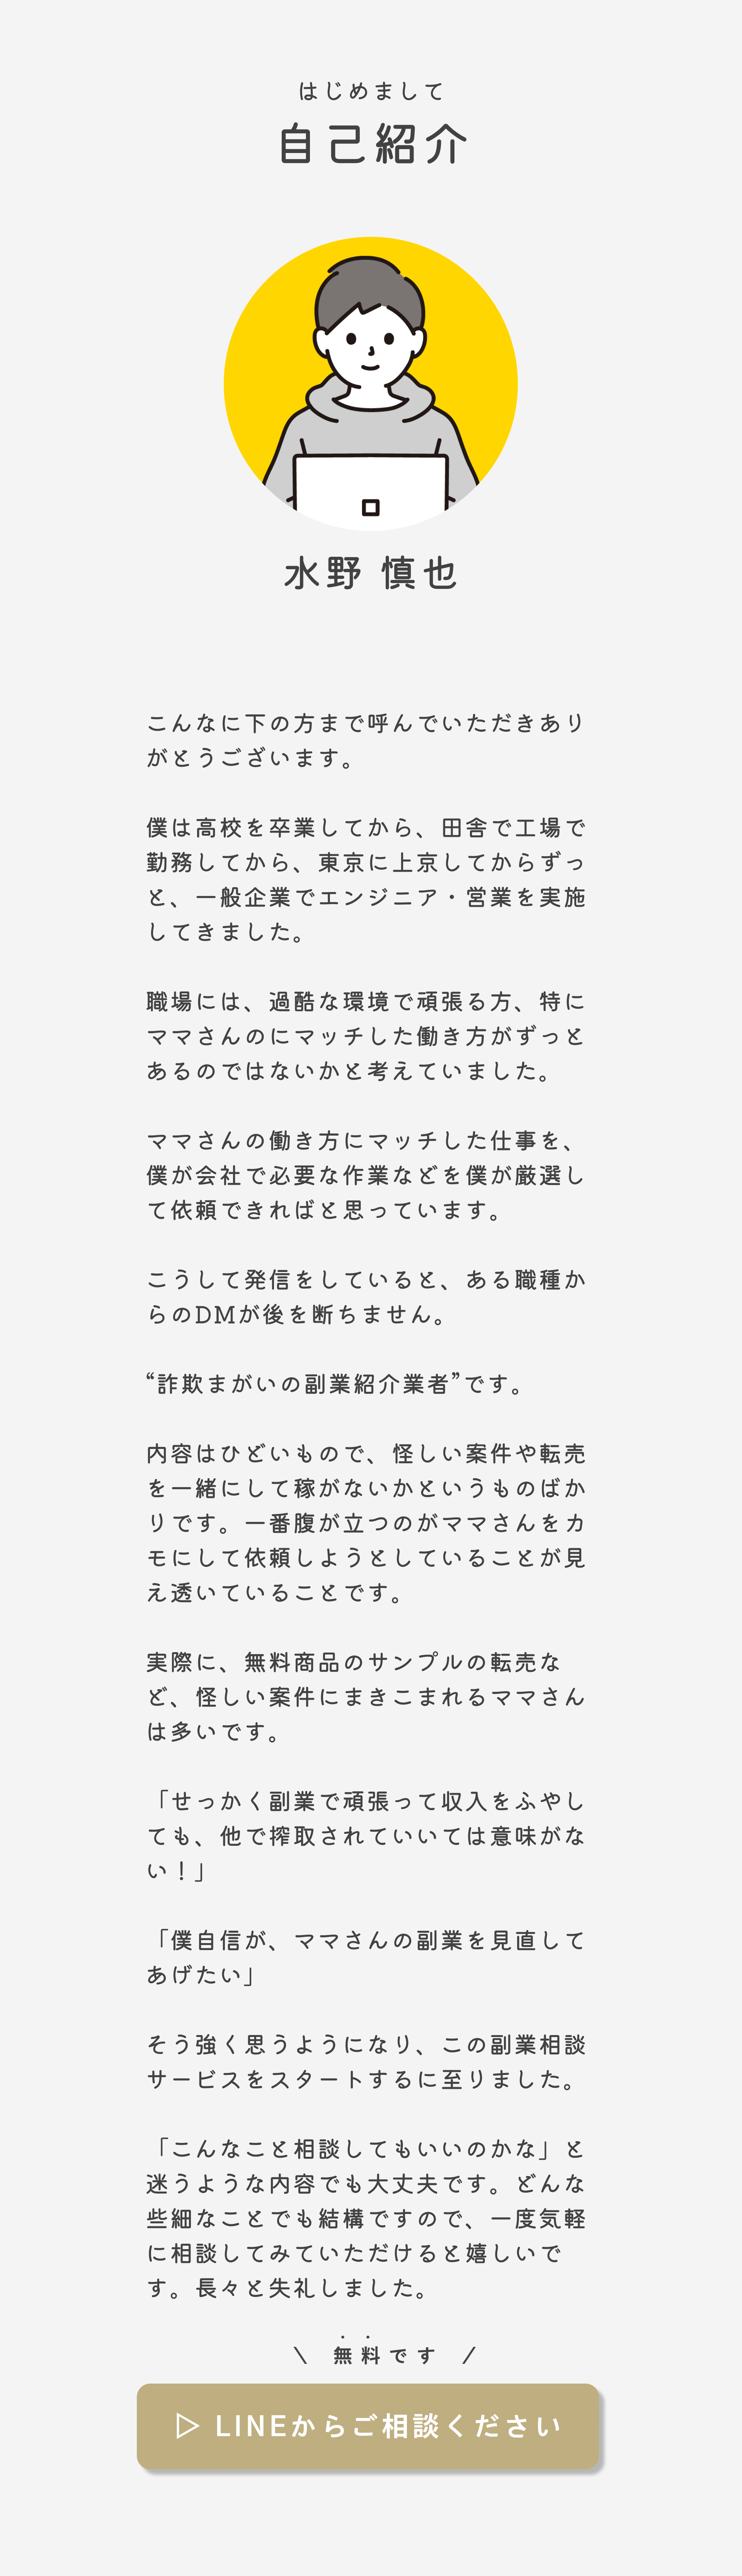 はじめまして
自己紹介
水野 慎也
こんなに下の方まで呼んでいただきあり
がとうございます。
僕は高校を卒業してから、田舎で工場で
勤務してから、東京に上京してからずっ
と、一般企業でエンジニア・営業を実施
してきました。
職場には、過酷な環境で頑張る方、特に
ママさんのにマッチした働き方がずっと
あるのではないかと考えていました。
ママさんの働き方にマッチした仕事を、
僕が会社で必要な作業などを僕が厳選し
て依頼できればと思っています。
こうして発信をしていると、ある職種か
らのDMが後を断ちません。
“詐欺まがいの副業紹介業者”です。
内容はひどいもので、怪しい案件や転売
を一緒にして稼がないかというものばか
りです。一番腹が立つのがママさんをカ
モにして依頼しようとしていることが見
え透いていることです。
実際に、無料商品のサンプルの転売な
ど、怪しい案件にまきこまれるママさん
は多いです。
「せっかく副業で頑張って収入をふやし
ても、他で搾取されていいては意味がな
い！」
「僕自信が、ママさんの副業を見直して
あげたい」
そう強く思うようになり、この副業相談
サービスをスタートするに至りました。
「こんなこと相談してもいいのかな」と
迷うような内容でも大丈夫です。どんな
些細なことでも結構ですので、一度気軽
に相談してみていただけると嬉しいで
す。長々と失礼しました。
\ 無料です /
▷ LINEからご相談ください